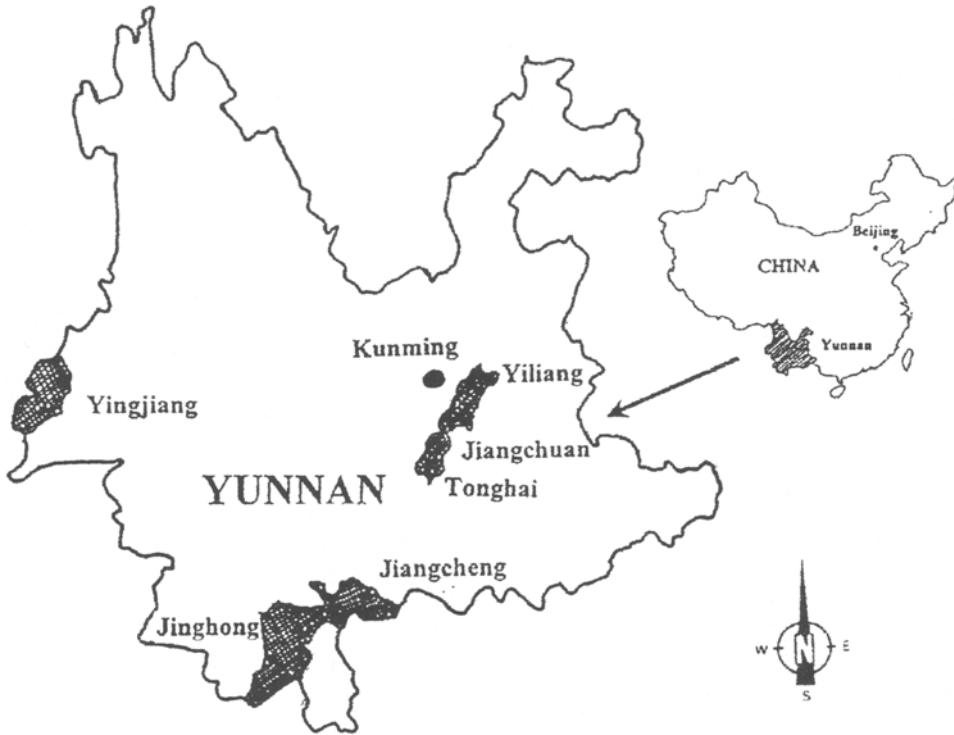 Beijing
CHINA
Yunnan
Kunming
Yiliang
Yingjiang
Jiangchuan
YUNNAN
Tonghai
Jiangcheng
Jinghong
N
W
E
S